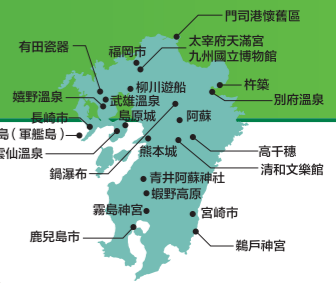 門司港懷舊區
有田瓷器
福岡市
太宰府天滿宮
九州國立博物館
柳川遊船
杵築
嬉野溫泉
武雄溫泉
別府溫泉
長崎市
島原城
阿蘇
島（軍艦島）
雲仙溫泉
熊本城
高千穗
鍋瀑布
清和文樂館
青井阿蘇神社
蝦野高原
霧島神宮
宮崎市
鹿兒島市
鵜戶神宮